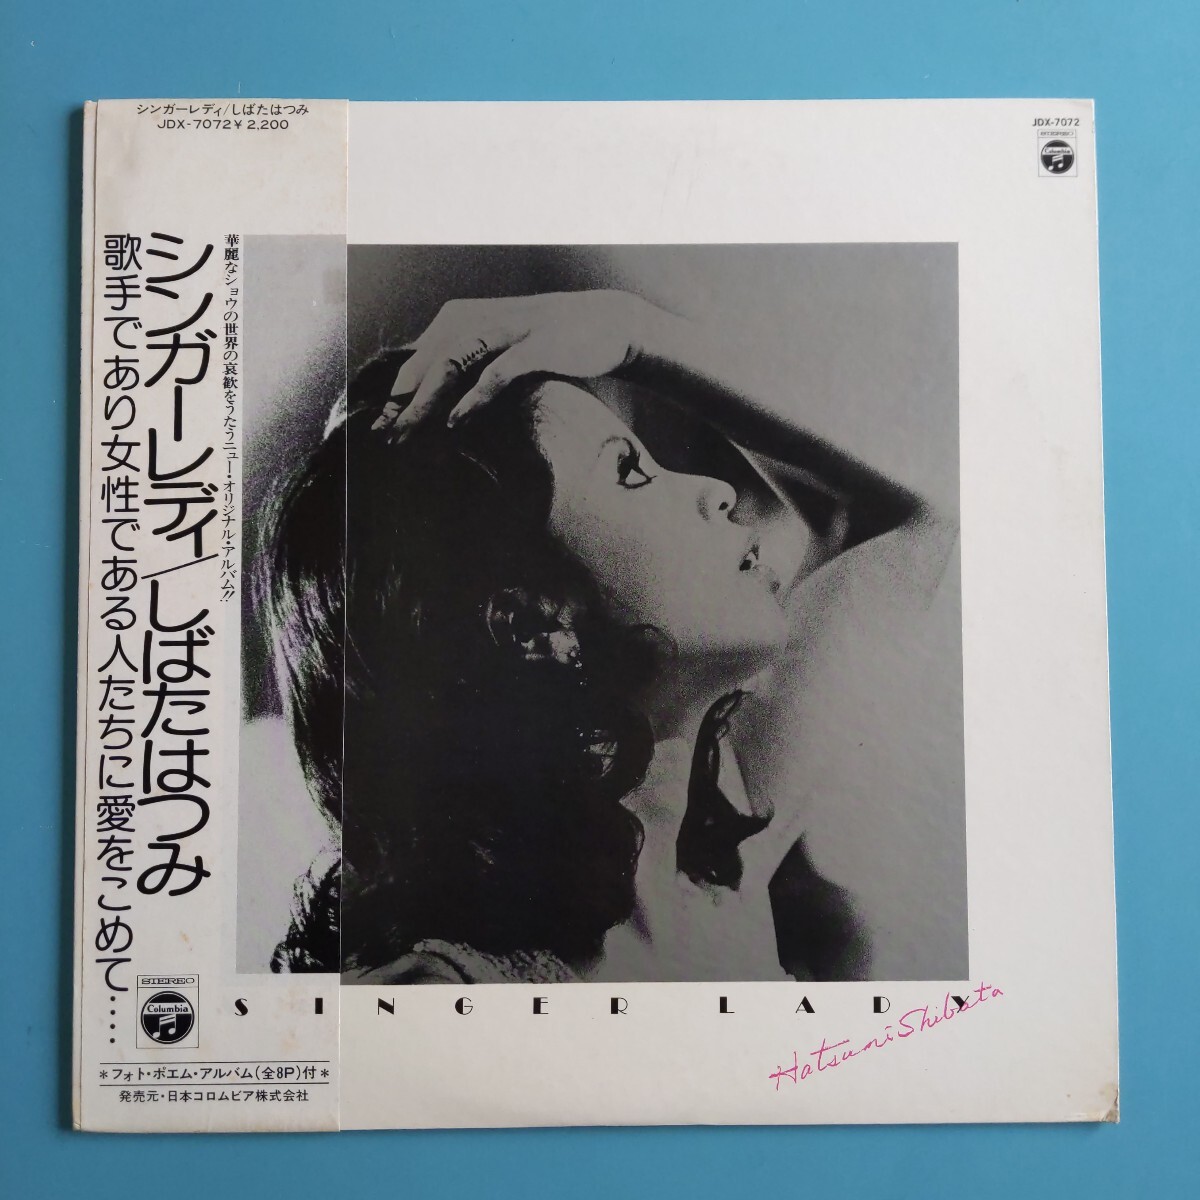 シンガーレディ/しばたはつみ
JDX-7072¥2,200
JDX-7072
STEREO
Columbia
華麗なショウの世界の哀歓をうたうニュー・オリジナル・アルバム!!
シンガーレディ/しばたはつみ
歌手であり女性である人たちに愛をこめて・・・・・
STEREO
Columbia
SINGER LADY
Hatsumi Shibata
*フォト・ポエム・アルバム(全8P)付*
発売元・日本コロムビア株式会社